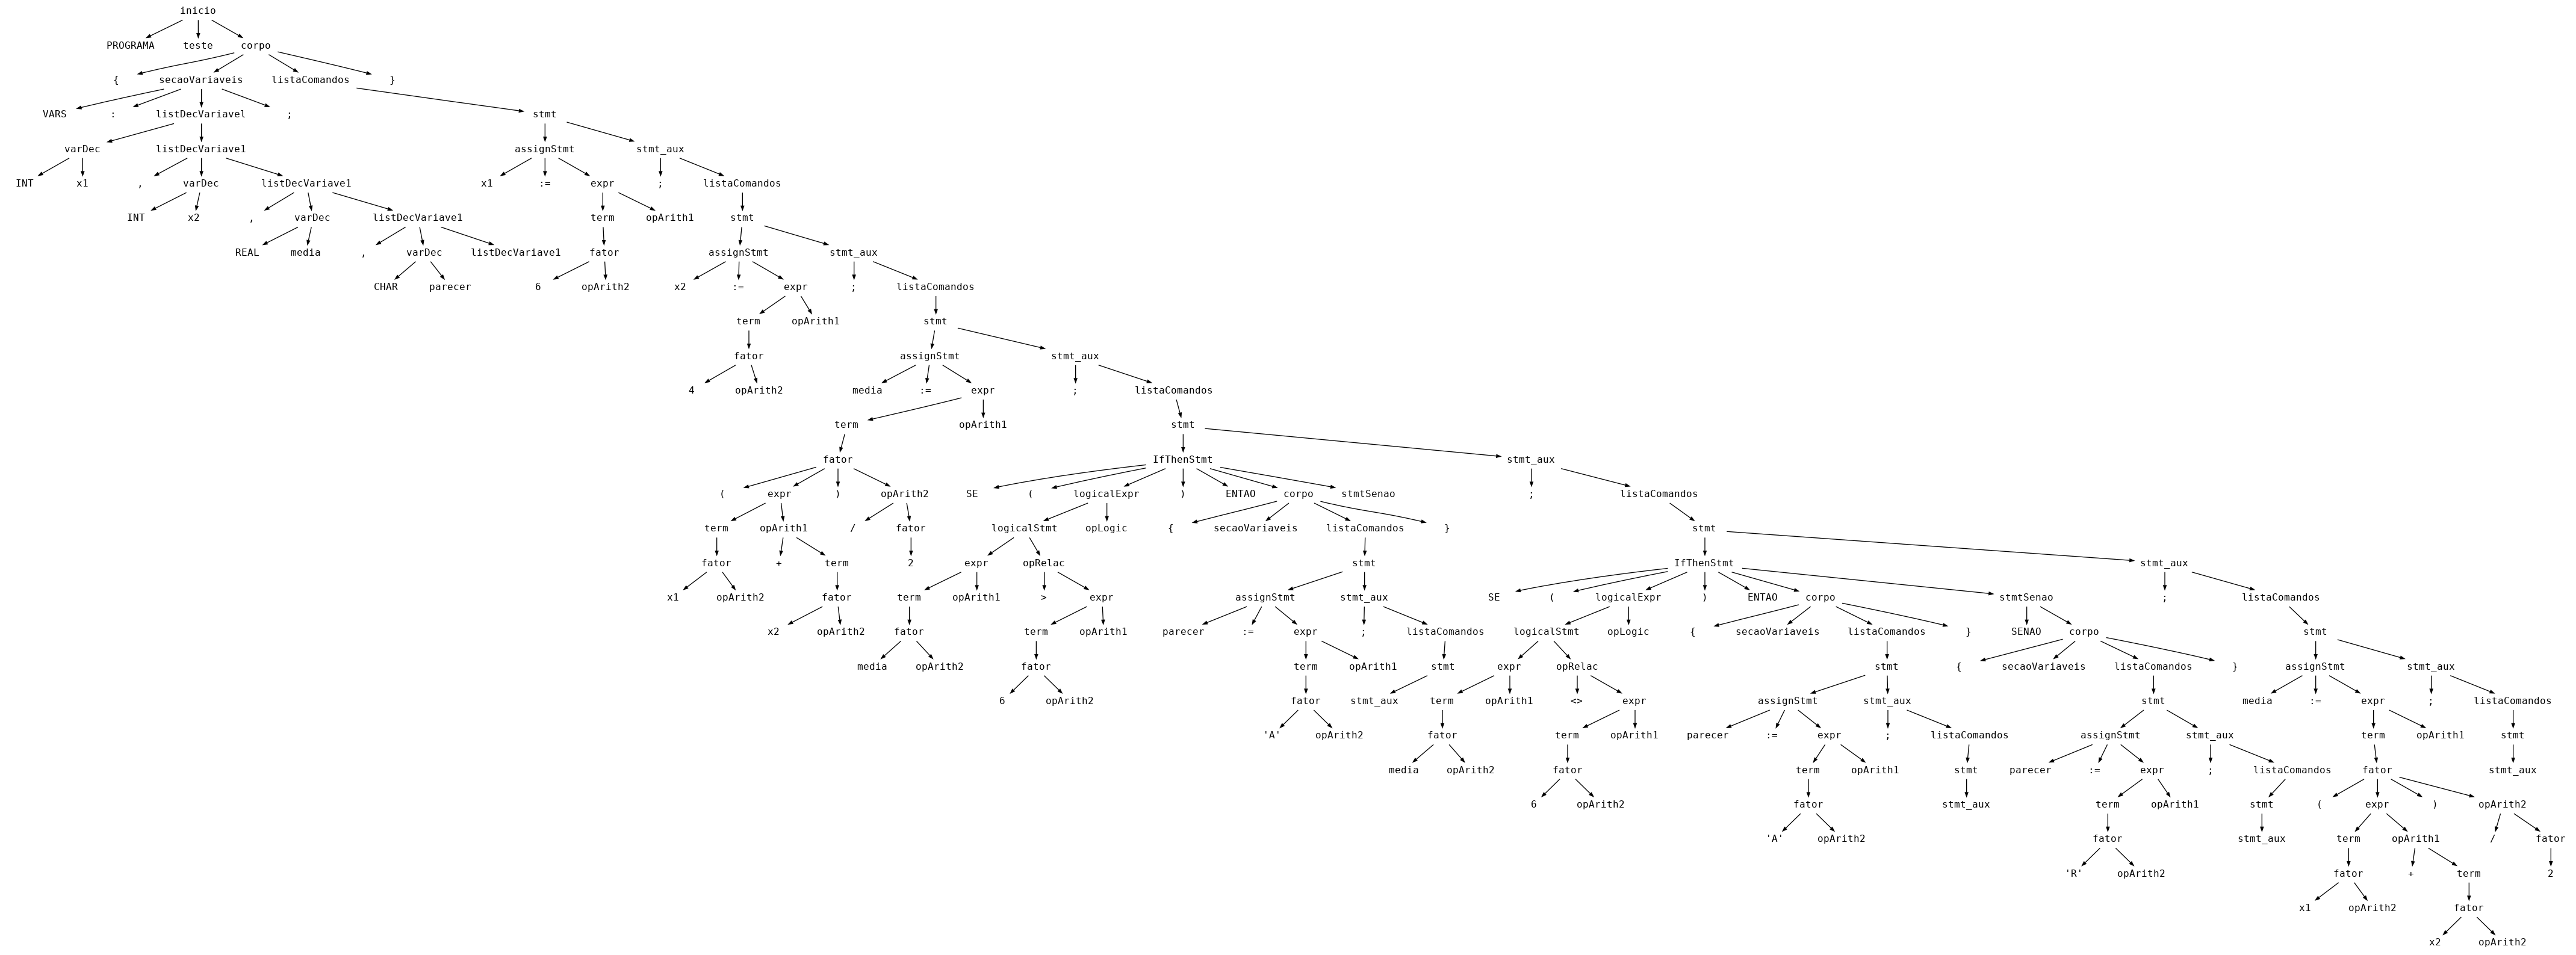 inicio
PROGRAMA teste corpo
{ secaoVariaveis listaComandos }
VARS : listDecVariavel ; stmt
varDec listDecVariave1 assignStmt stmt_aux
INT x1 , varDec listDecVariave1 x1 := expr ; listaComandos
INT x2 , varDec listDecVariave1 term opArith1 stmt
REAL media , varDec listDecVariave1 fator assignStmt stmt_aux
CHAR parecer 6 opArith2 x2 := expr ; listaComandos
term opArith1 stmt
fator assignStmt stmt_aux
4 opArith2 media := expr ; listaComandos
term opArith1 stmt
fator IfThenStmt stmt_aux
( expr ) opArith2 SE ( logicalExpr ) ENTAO corpo stmtSenao ; listaComandos
term opArith1 / fator logicalStmt opLogic { secaoVariaveis listaComandos } stmt
fator + term 2 expr opRelac stmt IfThenStmt stmt_aux
x1 opArith2 fator term opArith1 > expr assignStmt stmt_aux SE ( logicalExpr ) ENTAO corpo stmtSenao ; listaComandos
x2 opArith2 fator term opArith1 parecer := expr ; listaComandos logicalStmt opLogic { secaoVariaveis listaComandos } SENAO corpo stmt
media opArith2 fator term opArith1 stmt expr opRelac stmt { secaoVariaveis listaComandos } assignStmt stmt_aux
6 opArith2 fator stmt_aux term opArith1 <> expr assignStmt stmt_aux stmt media := expr ; listaComandos
'A' opArith2 fator term opArith1 parecer := expr ; listaComandos assignStmt stmt_aux term opArith1 stmt
media opArith2 fator term opArith1 stmt parecer := expr ; listaComandos fator stmt_aux
6 opArith2 fator stmt_aux term opArith1 stmt ( expr ) opArith2
'A' opArith2 fator stmt_aux term opArith1 / fator
'R' opArith2 fator + term 2
x1 opArith2 fator
x2 opArith2